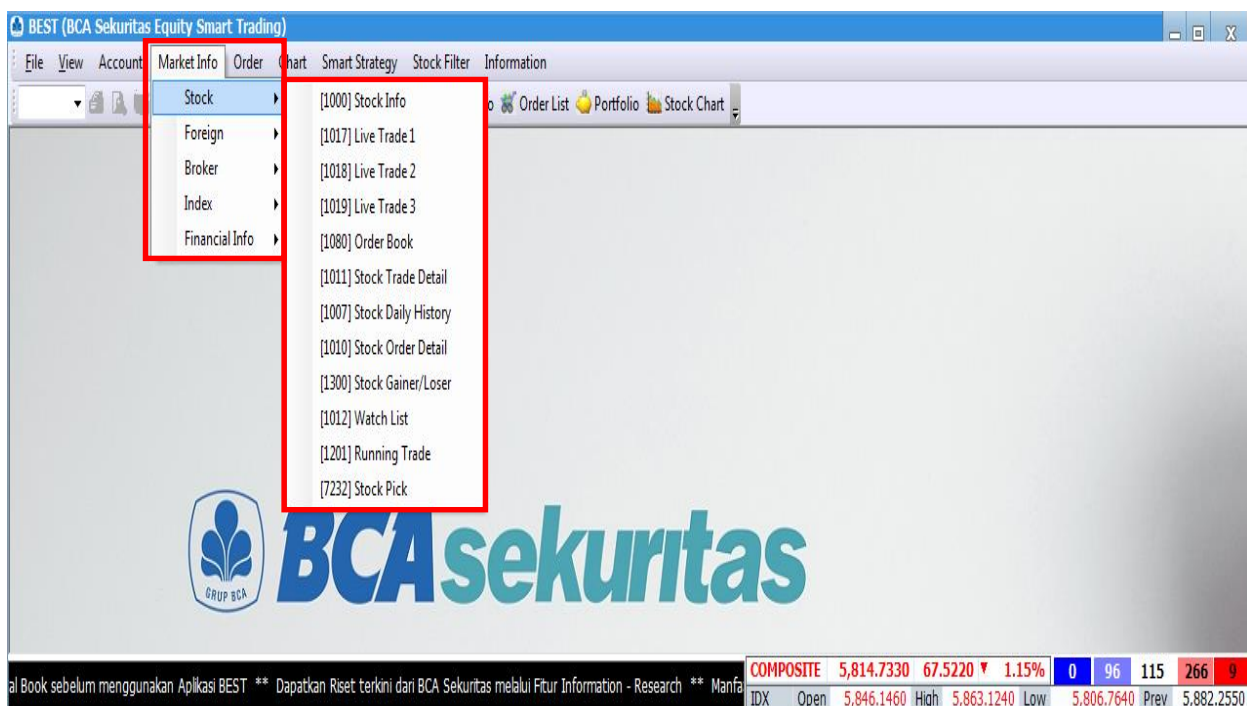 BEST (BCA Sekuritas Equity Smart Trading)
File View Account Market Info Order Chart Smart Strategy Stock Filter Information
Order List Portfolio Stock Chart
Stock
Foreign
Broker
Index
Financial Info
[1000] Stock Info
[1017] Live Trade 1
[1018] Live Trade 2
[1019] Live Trade 3
[1080] Order Book
[1011] Stock Trade Detail
[1007] Stock Daily History
[1010] Stock Order Detail
[1300] Stock Gainer/Loser
[1012] Watch List
[1201] Running Trade
[7232] Stock Pick
GRUP BCA
BCA sekuritas
al Book sebelum menggunakan Aplikasi BEST ** Dapatkan Riset terkini dari BCA Sekuritas melalui Fitur Information - Research ** Manfa
COMPOSITE 5,814.7330 67.5220 ▼ 1.15% 0 96 115 266 9
IDX Open 5,846.1460 High 5,863.1240 Low 5,806.7640 Prev 5,882.2550